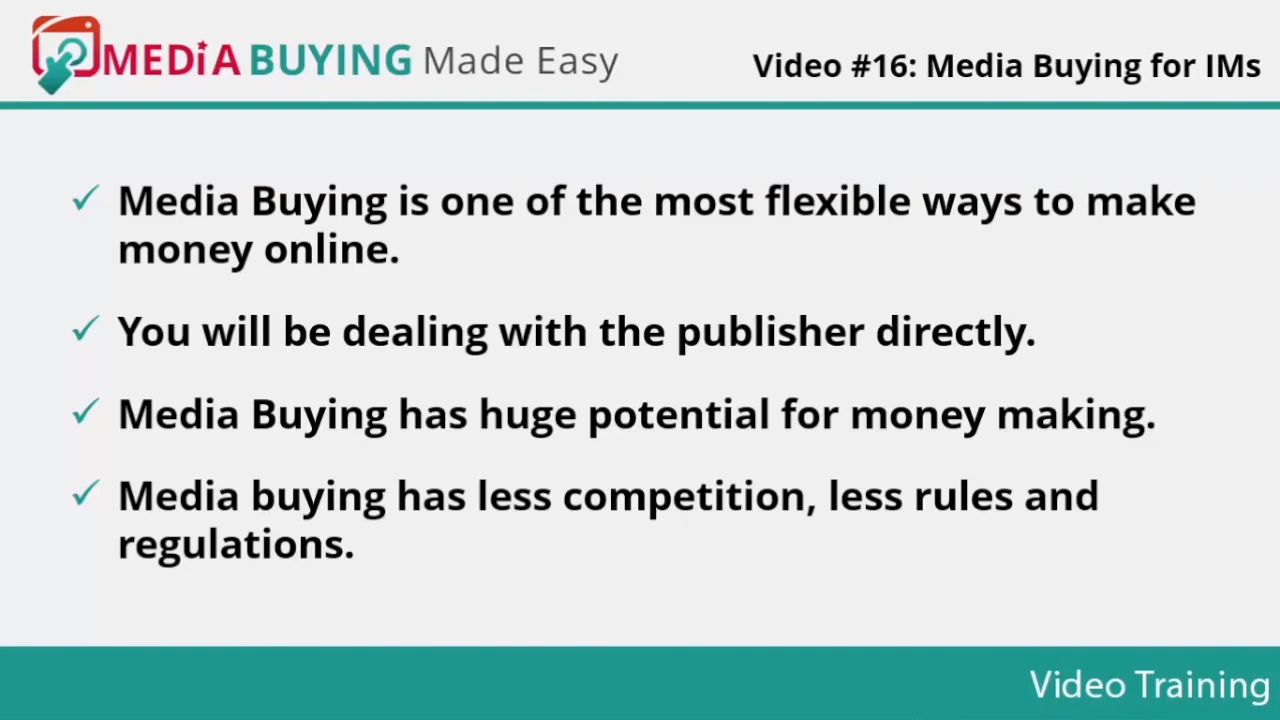 MEDiA BUYING Made Easy
Video #16: Media Buying for IMs
✓ Media Buying is one of the most flexible ways to make
money online.
✓ You will be dealing with the publisher directly.
✓ Media Buying has huge potential for money making.
✓ Media buying has less competition, less rules and
regulations.
Video Training